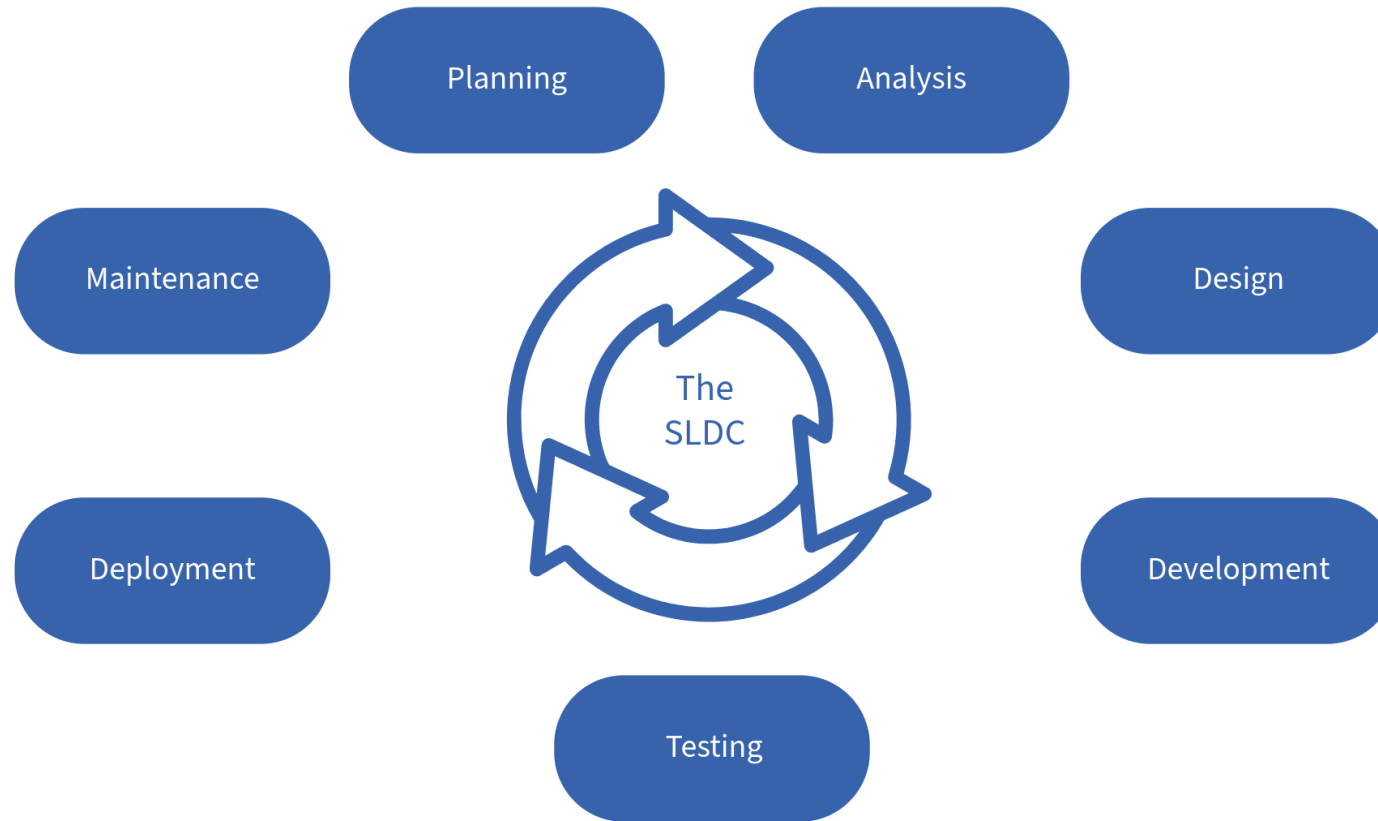 Planning
Analysis
Maintenance
Design
The
SLDC
Deployment
Development
Testing